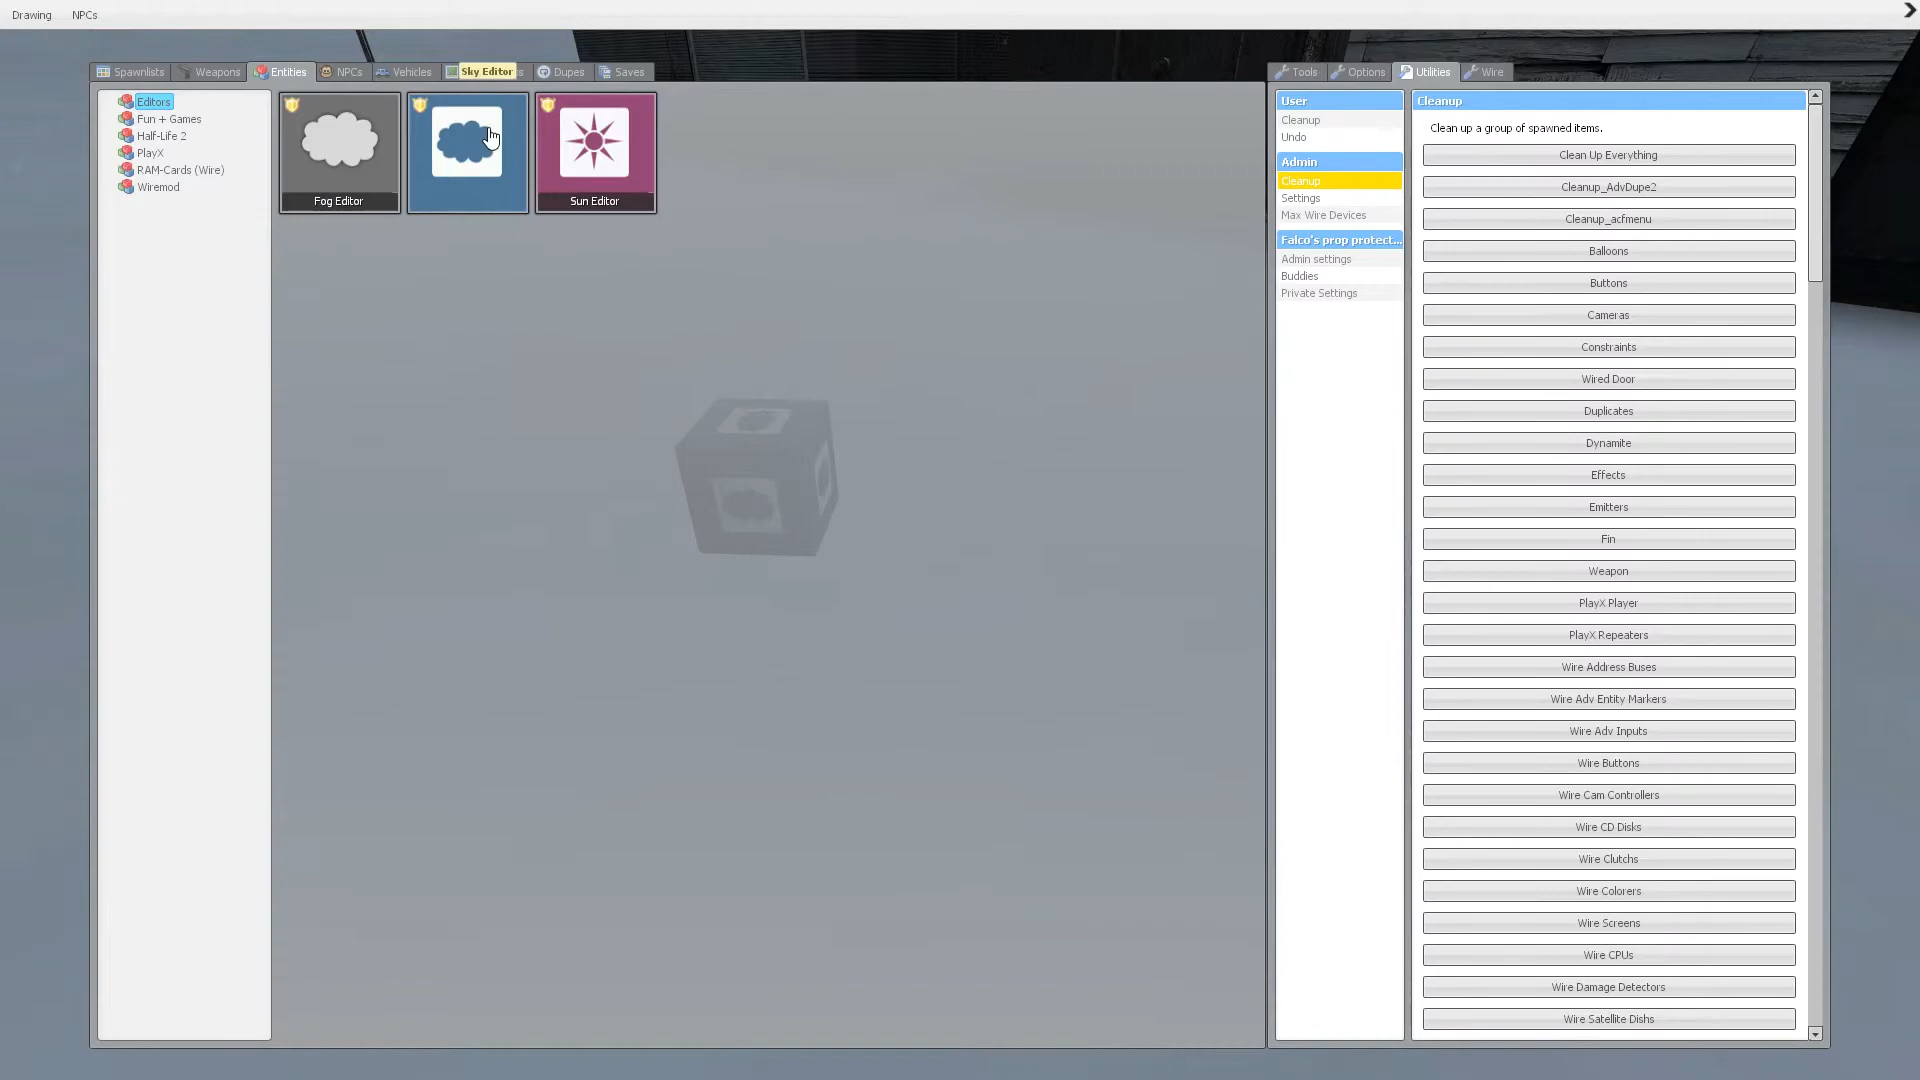 Drawing NPCs
Spawnlists Weapons Entities NPCs Vehicles Sky Editor s Dupes Saves
Editors
Fun + Games
Half-Life 2
PlayX
RAM-Cards (Wire)
Wiremod
Fog Editor
Sun Editor
Tools Options Utilities Wire
User
Cleanup
Undo
Admin
Cleanup
Settings
Max Wire Devices
Falco's prop protect...
Admin settings
Buddies
Private Settings
Cleanup
Clean up a group of spawned items.
Clean Up Everything
Cleanup_AdvDupe2
Cleanup_acfmenu
Balloons
Buttons
Cameras
Constraints
Wired Door
Duplicates
Dynamite
Effects
Emitters
Fin
Weapon
PlayX Player
PlayX Repeaters
Wire Address Buses
Wire Adv Entity Markers
Wire Adv Inputs
Wire Buttons
Wire Cam Controllers
Wire CD Disks
Wire Clutchs
Wire Colorers
Wire Screens
Wire CPUs
Wire Damage Detectors
Wire Satellite Dishs